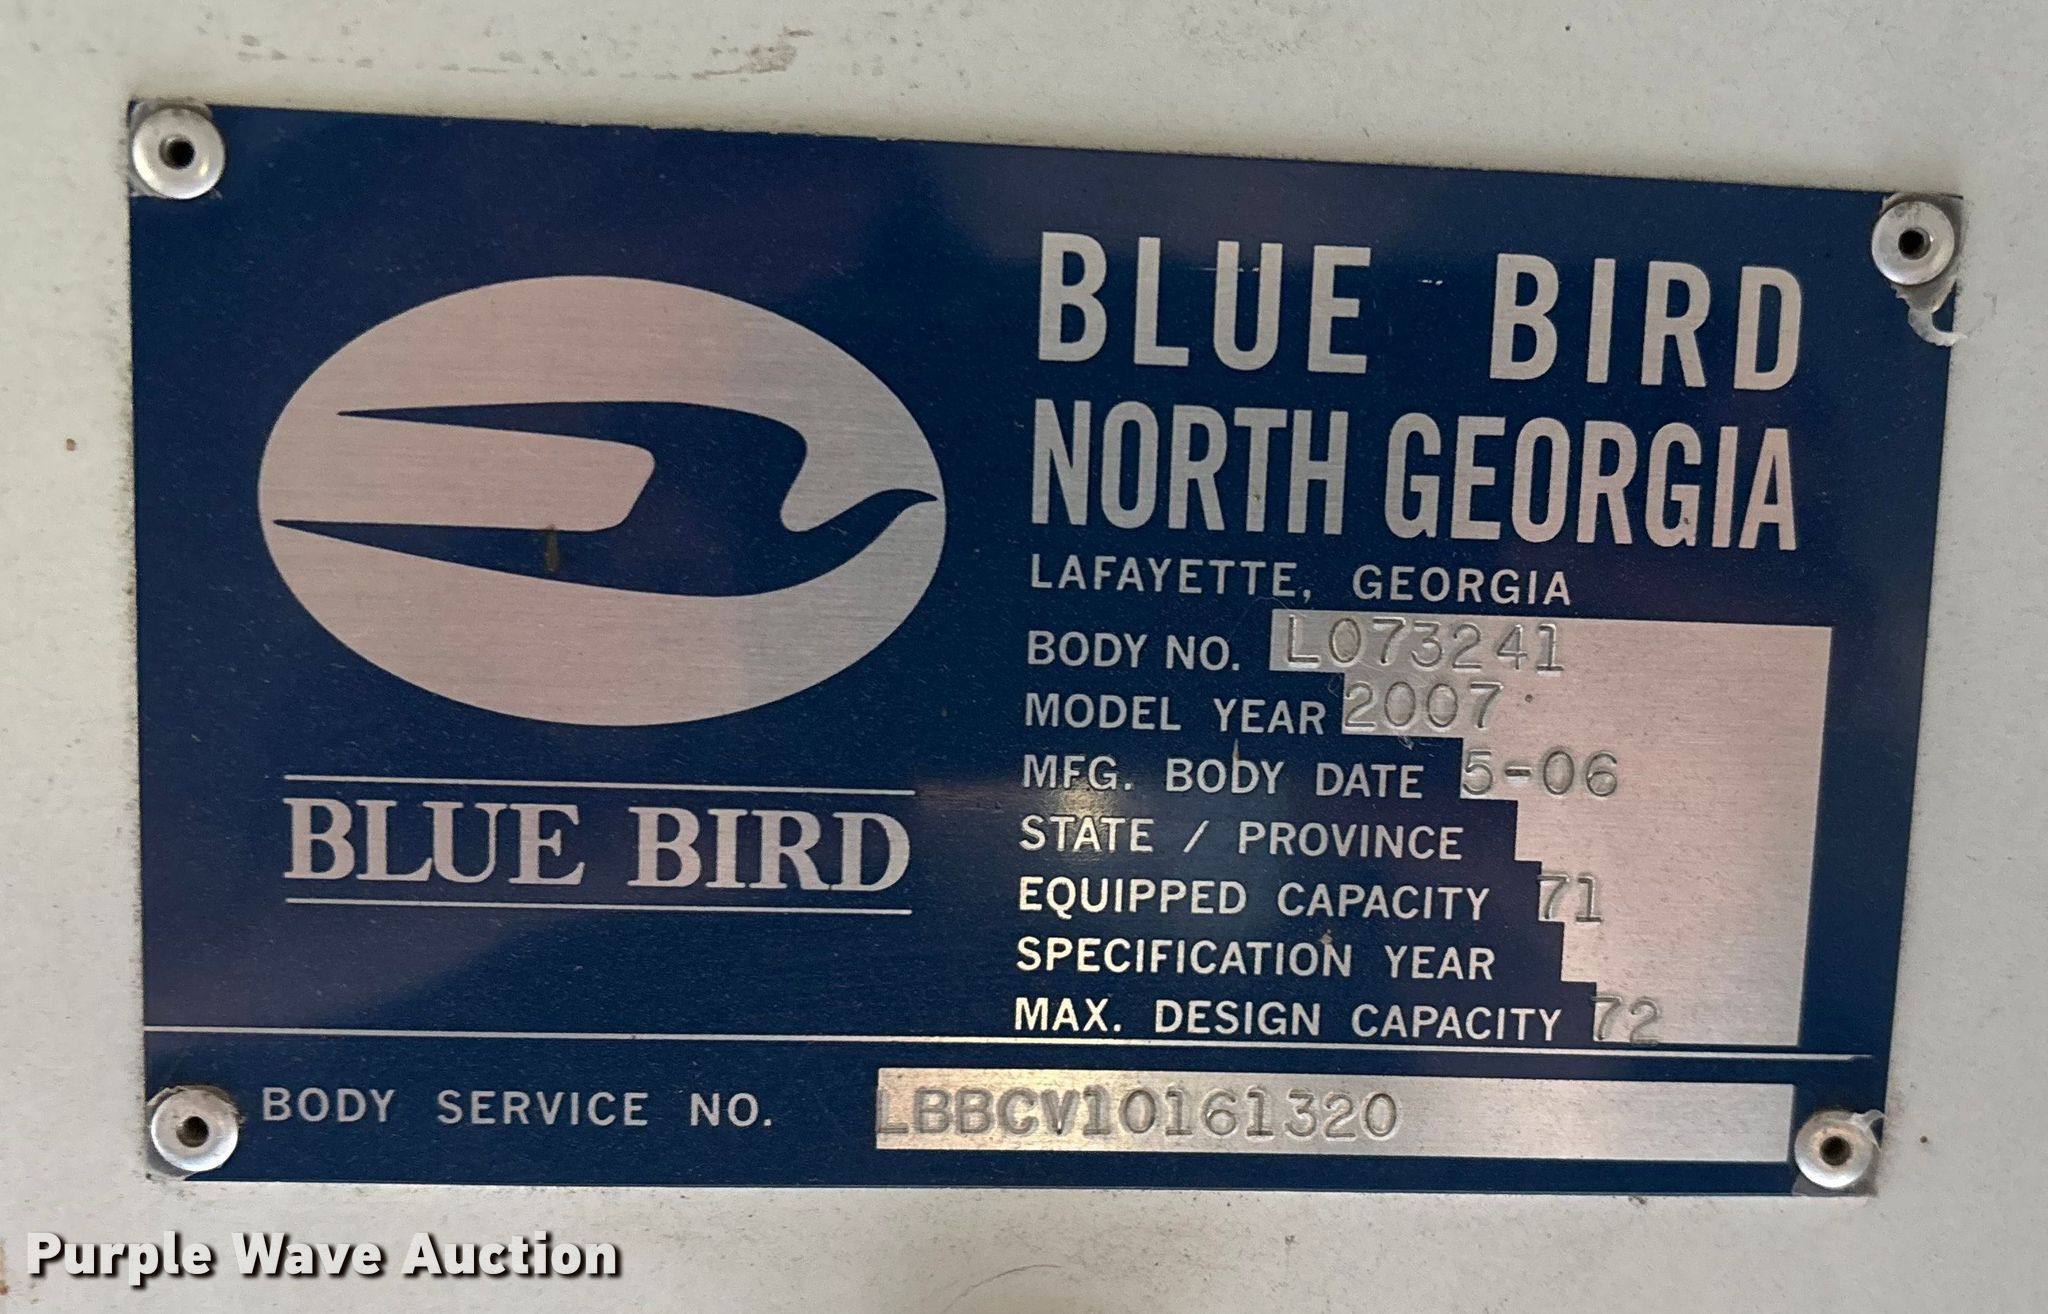 BLUE BIRD
NORTH GEORGIA
LAFAYETTE, GEORGIA
BODY NO. L073241
MODEL YEAR 2007
MFG. BODY DATE 5-06
STATE / PROVINCE
EQUIPPED CAPACITY 71
SPECIFICATION YEAR
MAX. DESIGN CAPACITY 72
BLUE BIRD
BODY SERVICE NO. LBBCV10161320
Purple Wave Auction